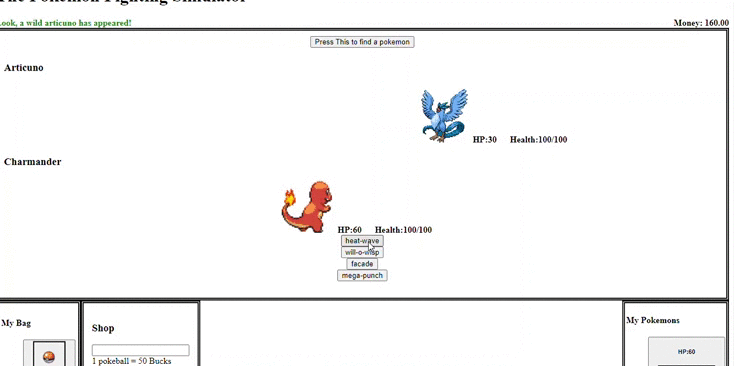 The Pokemon Fighting Simulator
Look, a wild articuno has appeared!
Money: 160.00
Press This to find a pokemon
Articuno
HP:30 Health:100/100
Charmander
HP:60 Health:100/100
heat-wave
will-o-wisp
facade
mega-punch
My Bag
Shop
1 pokeball = 50 Bucks
My Pokemons
HP:60